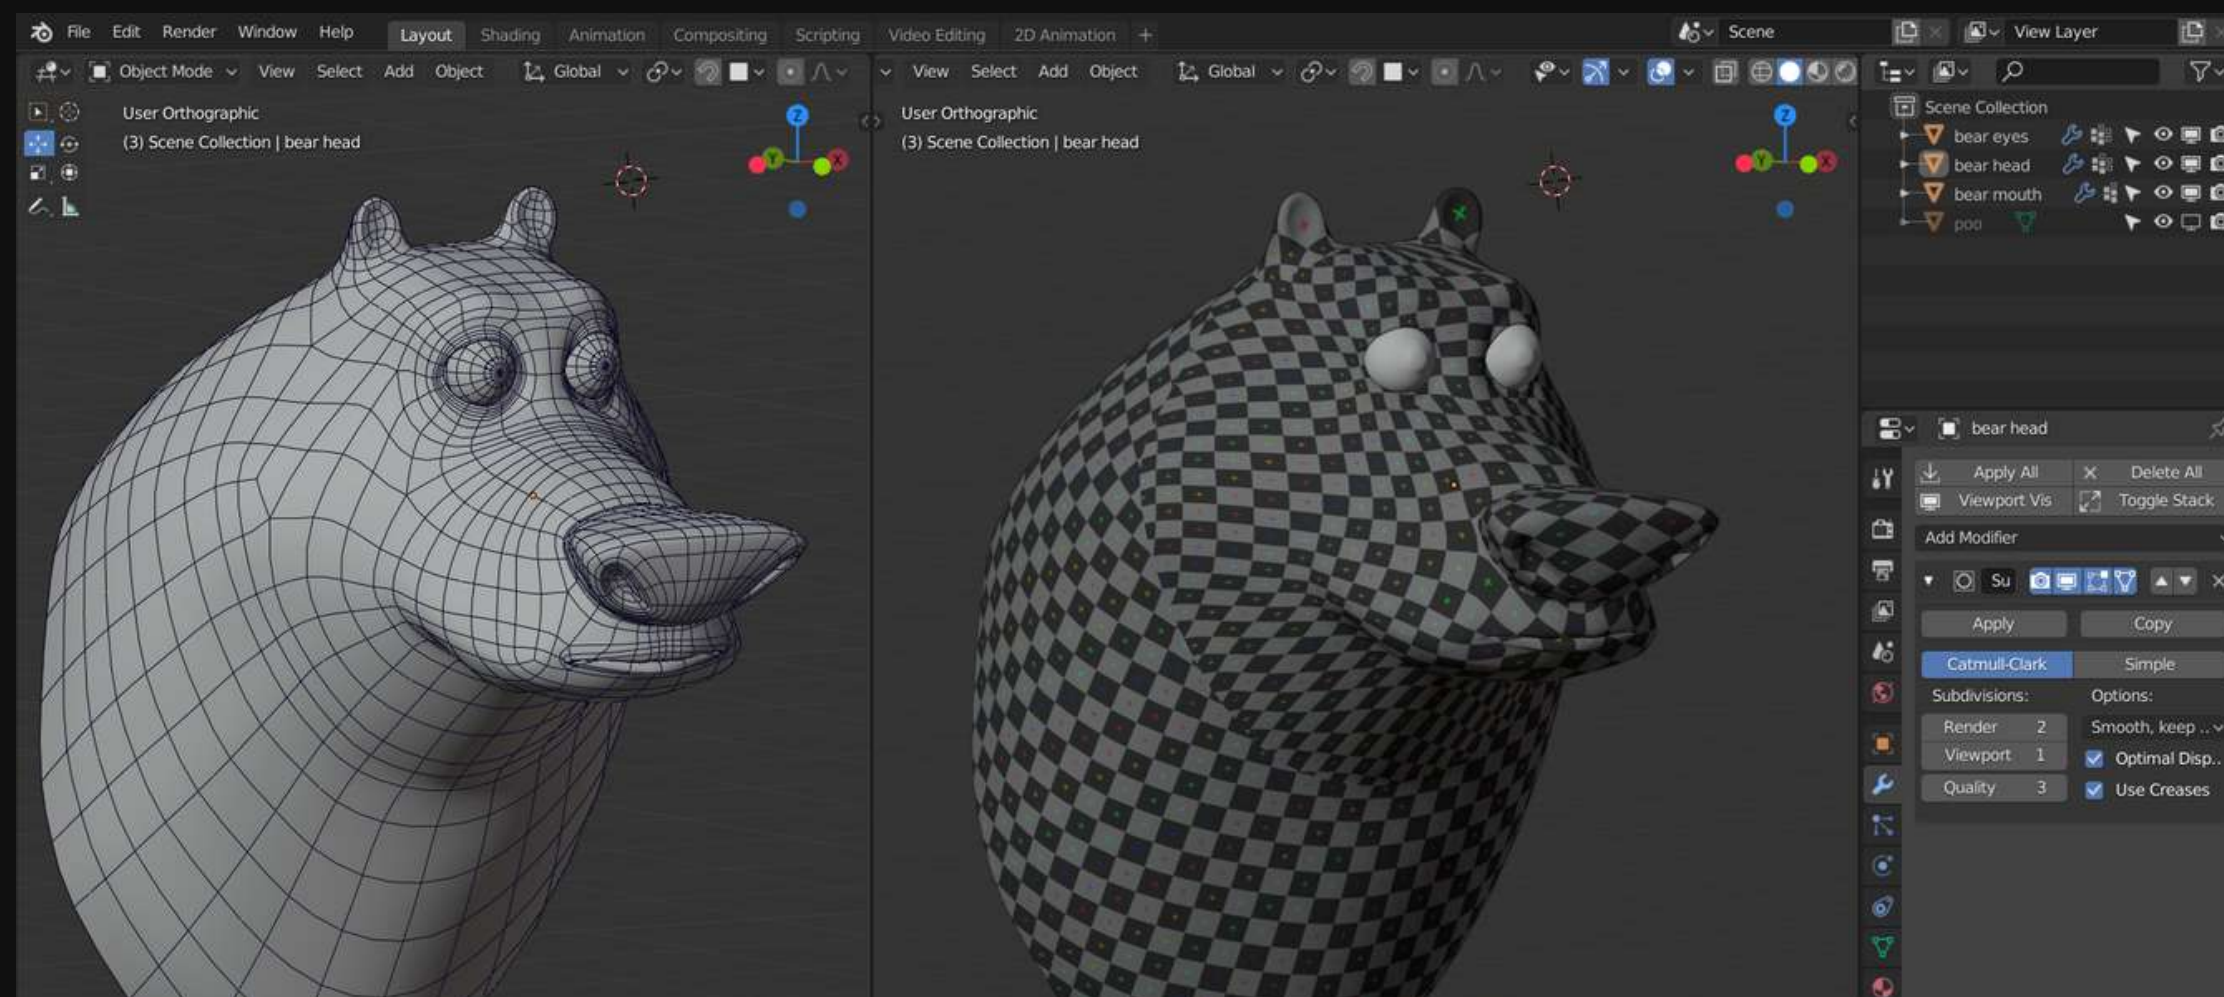 File Edit Render Window Help Layout Shading Animation Compositing Scripting Video Editing 2D Animation + Scene View Layer
Object Mode View Select Add Object Global View Select Add Object Global
User Orthographic
(3) Scene Collection | bear head
Z
Y
X
User Orthographic
(3) Scene Collection | bear head
Z
Y
X
Scene Collection
bear eyes
bear head
bear mouth
poo
bear head
Apply All Delete All
Viewport Vis Toggle Stack
Add Modifier
Su
Apply Copy
Catmull-Clark Simple
Subdivisions: Options:
Render 2 Smooth, keep ..
Viewport 1 Optimal Disp..
Quality 3 Use Creases